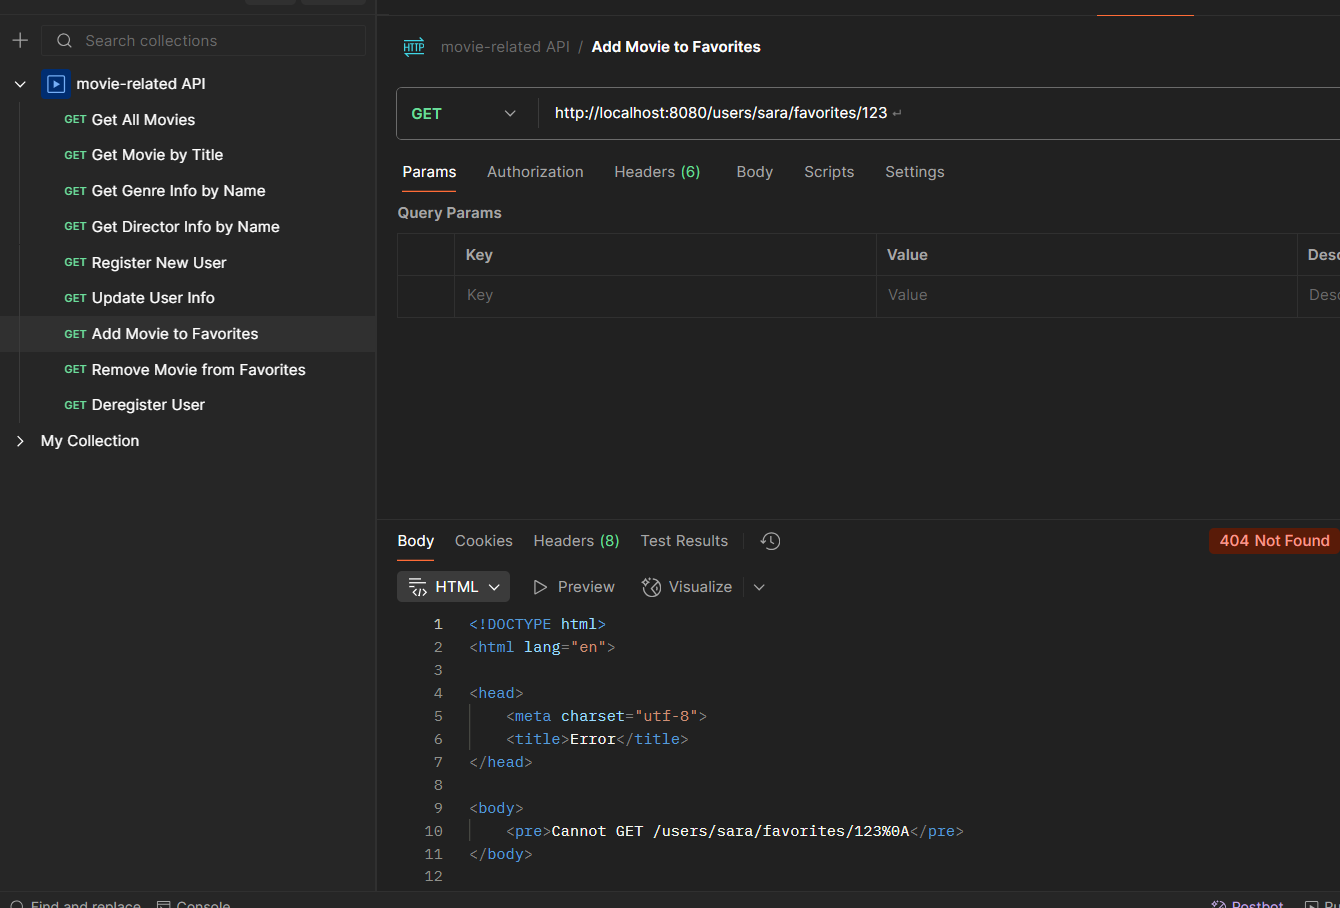 Search collections
movie-related API
GET Get All Movies
GET Get Movie by Title
GET Get Genre Info by Name
GET Get Director Info by Name
GET Register New User
GET Update User Info
GET Add Movie to Favorites
GET Remove Movie from Favorites
GET Deregister User
My Collection
HTTP movie-related API / Add Movie to Favorites
GET http://localhost:8080/users/sara/favorites/123 ↵
Params Authorization Headers (6) Body Scripts Settings
Query Params
Key Value
Key Value
Body Cookies Headers (8) Test Results 404 Not Found
HTML Preview Visualize
1 <!DOCTYPE html>
2 <html lang="en">
3
4 <head>
5 <meta charset="utf-8">
6 <title>Error</title>
7 </head>
8
9 <body>
10 <pre>Cannot GET /users/sara/favorites/123%0A</pre>
11 </body>
12
Find and replace Console Postbot